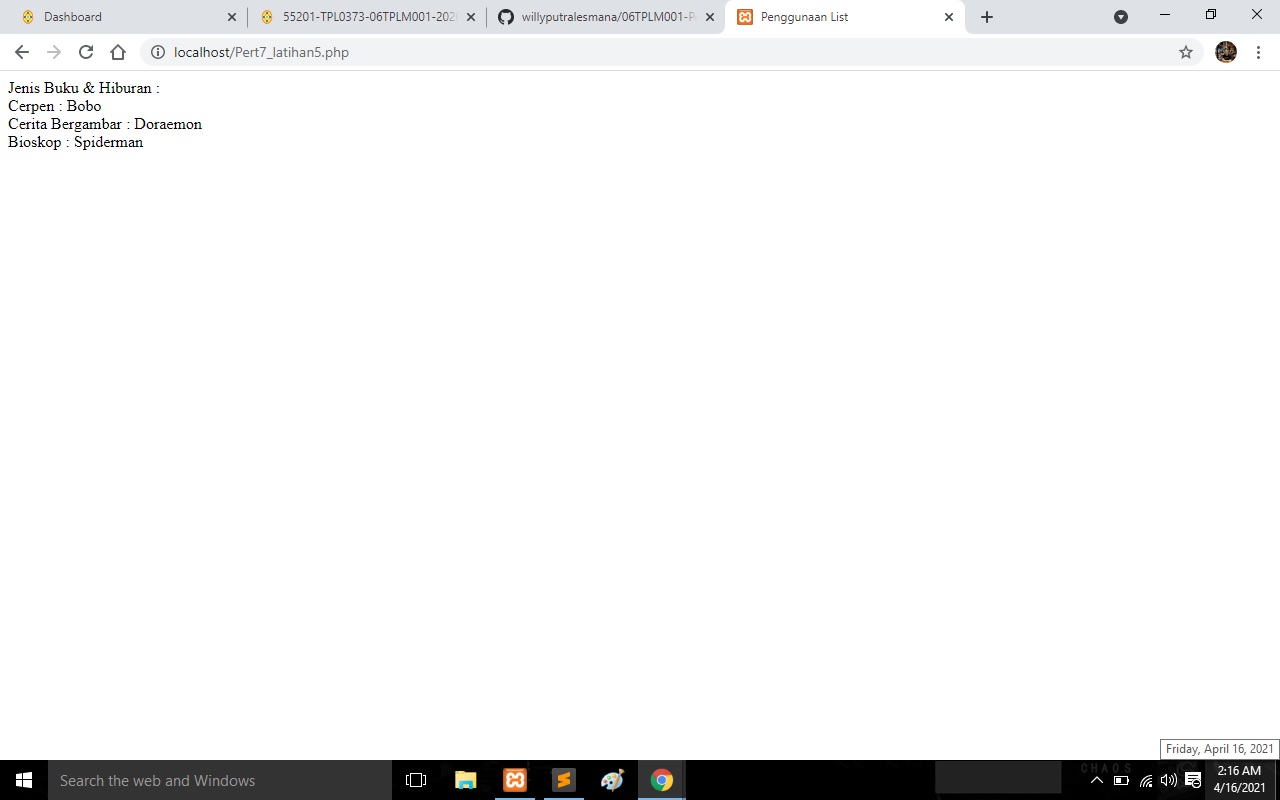 Dashboard
55201-TPL0373-06TPLM001-202
willyputralesmana/06TPLM001-P
Penggunaan List
localhost/Pert7_latihan5.php
Jenis Buku & Hiburan :
Cerpen : Bobo
Cerita Bergambar : Doraemon
Bioskop : Spiderman
Friday, April 16, 2021
CHAOS
Search the web and Windows
2:16 AM
4/16/2021